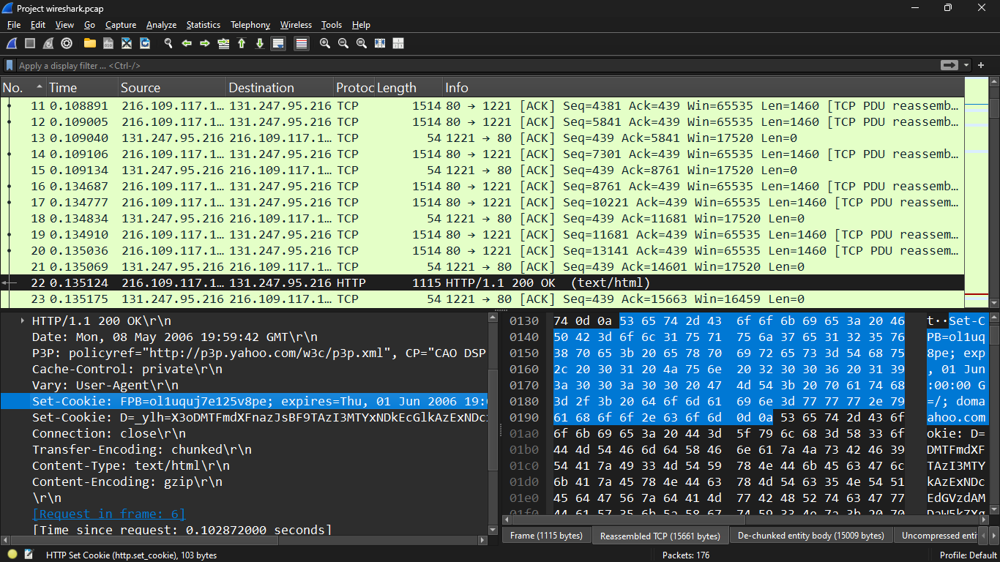 Project wireshark.pcap
File Edit View Go Capture Analyze Statistics Telephony Wireless Tools Help
Apply a display filter ... <Ctrl-/>
No. Time Source Destination Protoc Length Info
11 0.108891 216.109.117.1… 131.247.95.216 TCP 1514 80 → 1221 [ACK] Seq=4381 Ack=439 Win=65535 Len=1460 [TCP PDU reassemb…
12 0.109005 216.109.117.1… 131.247.95.216 TCP 1514 80 → 1221 [ACK] Seq=5841 Ack=439 Win=65535 Len=1460 [TCP PDU reassemb…
13 0.109040 131.247.95.216 216.109.117.1… TCP 54 1221 → 80 [ACK] Seq=439 Ack=5841 Win=17520 Len=0
14 0.109106 216.109.117.1… 131.247.95.216 TCP 1514 80 → 1221 [ACK] Seq=7301 Ack=439 Win=65535 Len=1460 [TCP PDU reassemb…
15 0.109134 131.247.95.216 216.109.117.1… TCP 54 1221 → 80 [ACK] Seq=439 Ack=8761 Win=17520 Len=0
16 0.134687 216.109.117.1… 131.247.95.216 TCP 1514 80 → 1221 [ACK] Seq=8761 Ack=439 Win=65535 Len=1460 [TCP PDU reassemb…
17 0.134777 216.109.117.1… 131.247.95.216 TCP 1514 80 → 1221 [ACK] Seq=10221 Ack=439 Win=65535 Len=1460 [TCP PDU reassem…
18 0.134834 131.247.95.216 216.109.117.1… TCP 54 1221 → 80 [ACK] Seq=439 Ack=11681 Win=17520 Len=0
19 0.134910 216.109.117.1… 131.247.95.216 TCP 1514 80 → 1221 [ACK] Seq=11681 Ack=439 Win=65535 Len=1460 [TCP PDU reassem…
20 0.135036 216.109.117.1… 131.247.95.216 TCP 1514 80 → 1221 [ACK] Seq=13141 Ack=439 Win=65535 Len=1460 [TCP PDU reassem…
21 0.135069 131.247.95.216 216.109.117.1… TCP 54 1221 → 80 [ACK] Seq=439 Ack=14601 Win=17520 Len=0
22 0.135124 216.109.117.1… 131.247.95.216 HTTP 1115 HTTP/1.1 200 OK (text/html)
23 0.135175 131.247.95.216 216.109.117.1… TCP 54 1221 → 80 [ACK] Seq=439 Ack=15663 Win=16459 Len=0
HTTP/1.1 200 OK\r\n
Date: Mon, 08 May 2006 19:59:42 GMT\r\n
P3P: policyref="http://p3p.yahoo.com/w3c/p3p.xml", CP="CAO DSP
Cache-Control: private\r\n
Vary: User-Agent\r\n
Set-Cookie: FPB=ol1uquj7e125v8pe; expires=Thu, 01 Jun 2006 19:
Set-Cookie: D=_ylh=X3oDMTFmdXFnazJsBF9TAzI3MTYxNDkEcGlkAzExNDc
Connection: close\r\n
Transfer-Encoding: chunked\r\n
Content-Type: text/html\r\n
Content-Encoding: gzip\r\n
\r\n
[Request in frame: 6]
[Time since request: 0.102872000 seconds]
0130 74 0d 0a 53 65 74 2d 43 6f 6f 6b 69 65 3a 20 46 t··Set-C
0140 50 42 3d 6f 6c 31 75 71 75 6a 37 65 31 32 35 76 PB=ol1uq
0150 38 70 65 3b 20 65 78 70 69 72 65 73 3d 54 68 75 8pe; exp
0160 2c 20 30 31 20 4a 75 6e 20 32 30 30 36 20 31 39 , 01 Jun
0170 3a 30 30 3a 30 30 20 47 4d 54 3b 20 70 61 74 68 :00:00 G
0180 3d 2f 3b 20 64 6f 6d 61 69 6e 3d 77 77 77 2e 79 =/; doma
0190 61 68 6f 6f 2e 63 6f 6d 0d 0a 53 65 74 2d 43 6f ahoo.com
01a0 6f 6b 69 65 3a 20 44 3d 5f 79 6c 68 3d 58 33 6f okie: D=
01b0 44 4d 54 46 6d 64 58 46 6e 61 7a 4a 73 42 46 39 DMTFmdXF
01c0 54 41 7a 49 33 4d 54 59 78 4e 44 6b 45 63 47 6c TAzI3MTY
01d0 6b 41 7a 45 78 4e 44 63 78 4d 54 63 35 4e 54 51 kAzExNDc
01e0 45 64 47 56 7a 64 41 4d 77 42 48 52 74 63 47 77 EdGVzdAM
01f0 44 61 57 35 6b 5a 58 67 74 59 33 4e 7a 3b 20 70 DaW5kZXg
Frame (1115 bytes) Reassembled TCP (15661 bytes) De-chunked entity body (15009 bytes) Uncompressed enti
HTTP Set Cookie (http.set_cookie), 103 bytes Packets: 176 Profile: Default